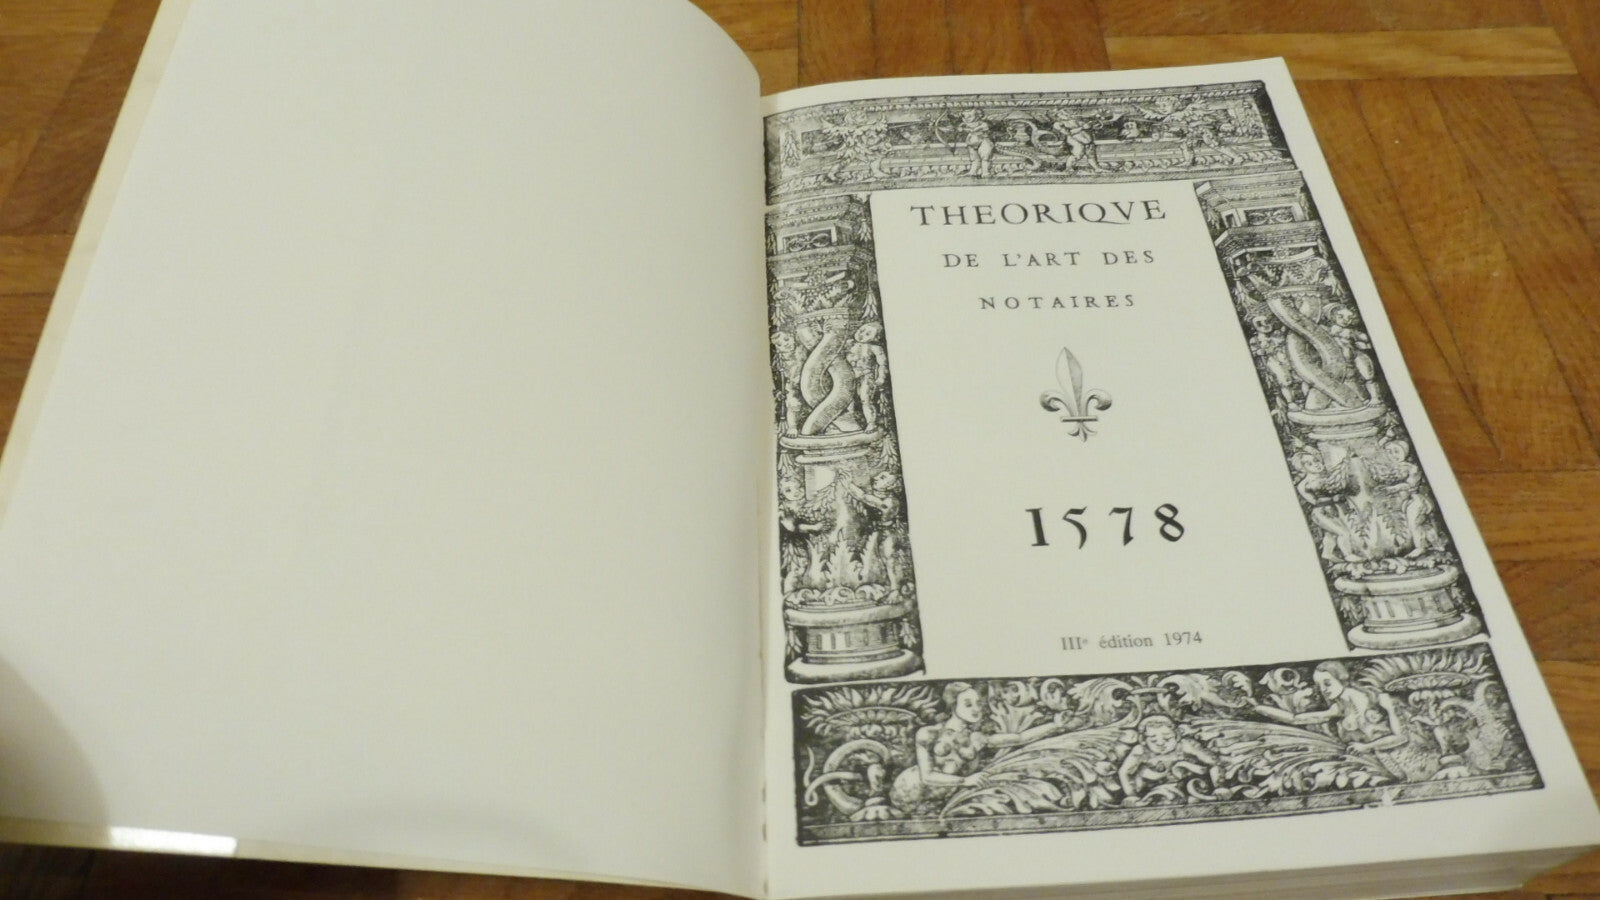 THEORIQVE
DE L'ART DES
NOTAIRES
1578
IIIe édition 1974